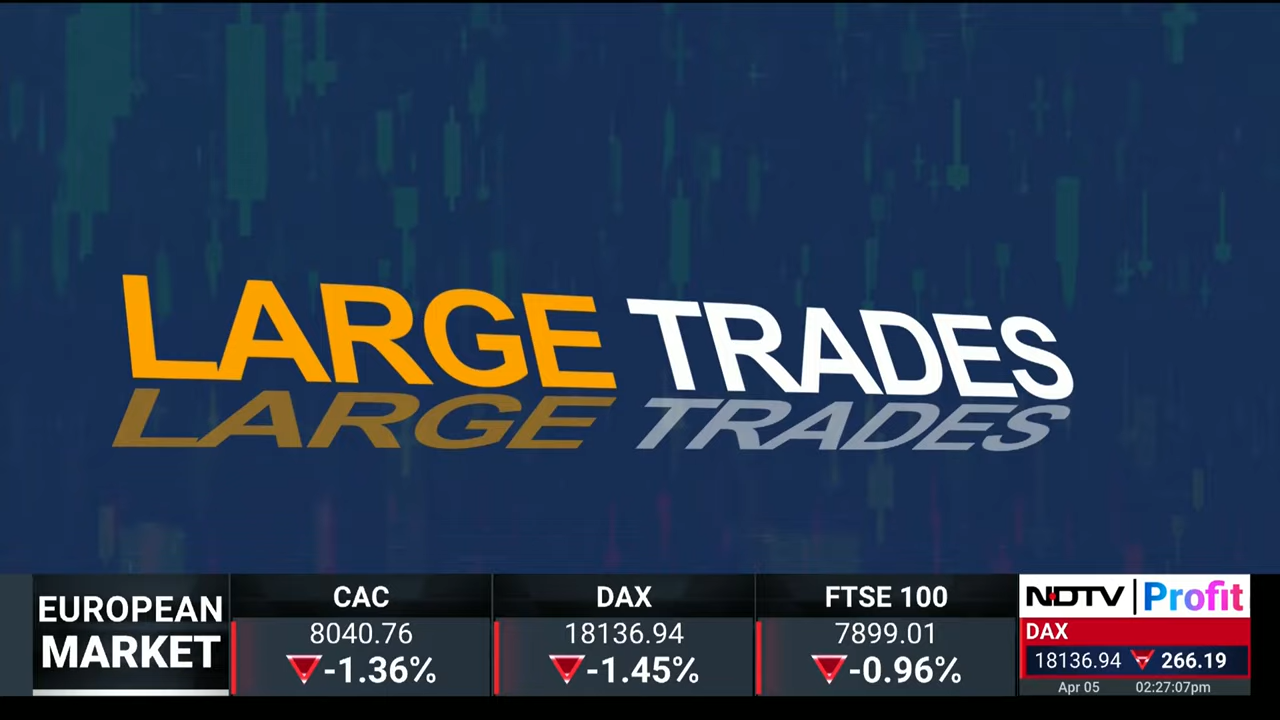 LARGE TRADES
LARGE TRADES
EUROPEAN
MARKET
CAC
8040.76
-1.36%
DAX
18136.94
-1.45%
FTSE 100
7899.01
-0.96%
NDTV Profit
DAX
18136.94 266.19
Apr 05 02:27:07pm